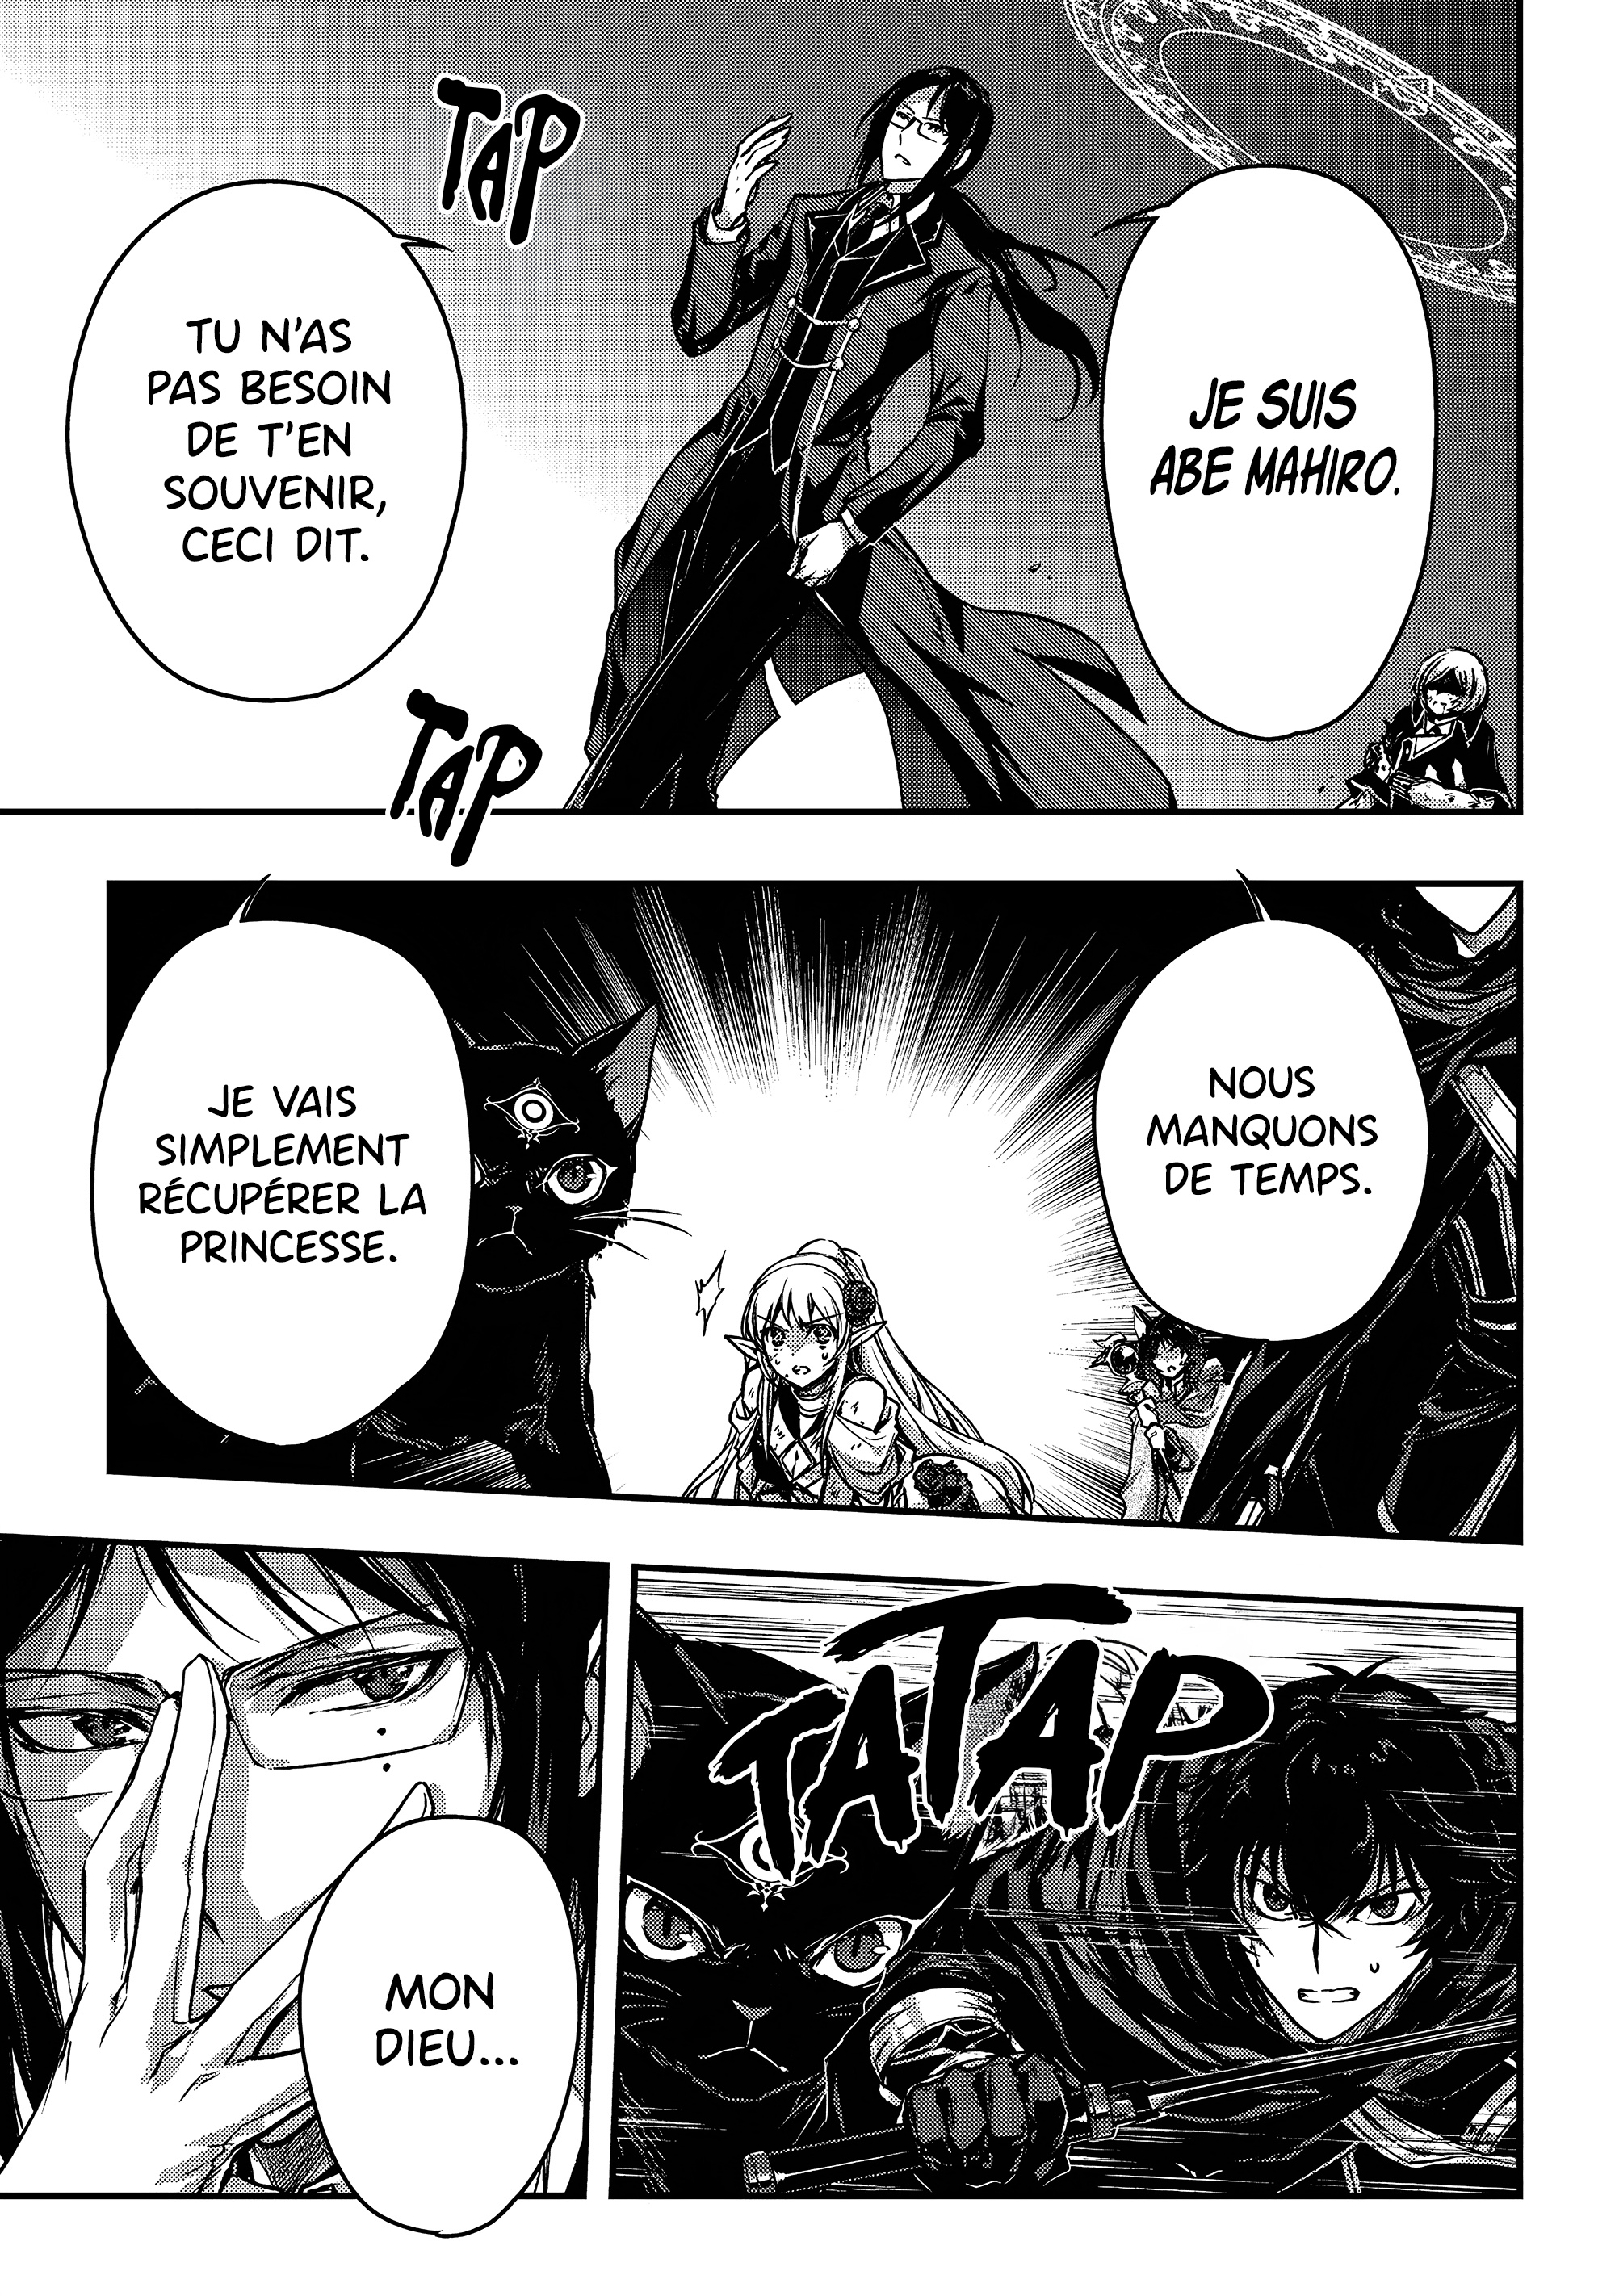 TAP
JE SUIS
ABE MAHIRO.
TU N'AS
PAS BESOIN
DE T'EN
SOUVENIR,
CECI DIT.
TAP
NOUS
MANQUONS
DE TEMPS.
JE VAIS
SIMPLEMENT
RÉCUPÉRER LA
PRINCESSE.
TATAP
MON
DIEU...